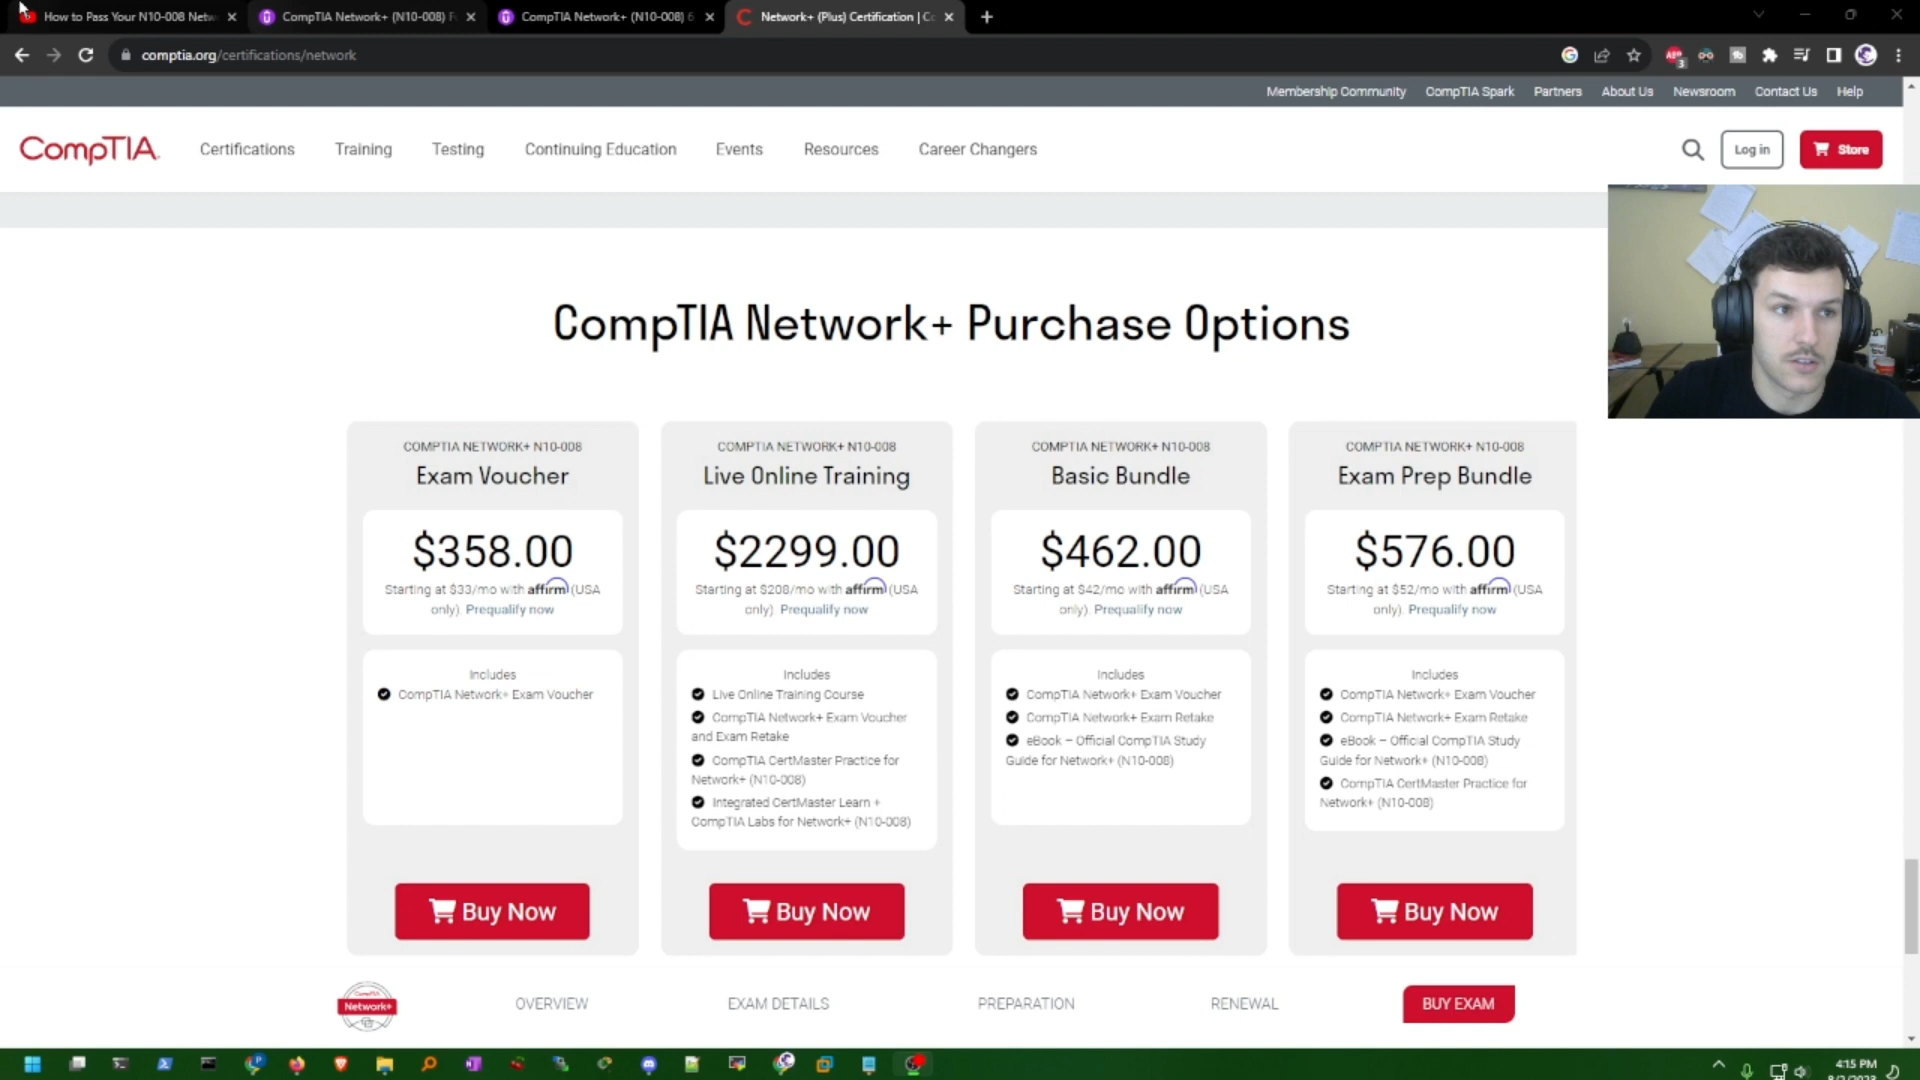 How to Pass Your N10-008 Netw
CompTIA Network+ (N10-008) F
CompTIA Network+ (N10-008) 6
Network+ (Plus) Certification | Co
comptia.org/certifications/network
Membership Community
CompTIA Spark
Partners
About Us
Newsroom
Contact Us
Help
CompTIA.
Certifications
Training
Testing
Continuing Education
Events
Resources
Career Changers
Log in
Store
CompTIA Network+ Purchase Options
COMPTIA NETWORK+ N10-008
Exam Voucher
$358.00
Starting at $33/mo with affirm (USA
only). Prequalify now
Includes
CompTIA Network+ Exam Voucher
Buy Now
COMPTIA NETWORK+ N10-008
Live Online Training
$2299.00
Starting at $208/mo with affirm (USA
only). Prequalify now
Includes
Live Online Training Course
CompTIA Network+ Exam Voucher
and Exam Retake
CompTIA CertMaster Practice for
Network+ (N10-008)
Integrated CertMaster Learn +
CompTIA Labs for Network+ (N10-008)
Buy Now
COMPTIA NETWORK+ N10-008
Basic Bundle
$462.00
Starting at $42/mo with affirm (USA
only). Prequalify now
Includes
CompTIA Network+ Exam Voucher
CompTIA Network+ Exam Retake
eBook – Official CompTIA Study
Guide for Network+ (N10-008)
Buy Now
COMPTIA NETWORK+ N10-008
Exam Prep Bundle
$576.00
Starting at $52/mo with affirm (USA
only). Prequalify now
Includes
CompTIA Network+ Exam Voucher
CompTIA Network+ Exam Retake
eBook – Official CompTIA Study
Guide for Network+ (N10-008)
CompTIA CertMaster Practice for
Network+ (N10-008)
Buy Now
CompTIA
Network+
OVERVIEW
EXAM DETAILS
PREPARATION
RENEWAL
BUY EXAM
4:15 PM